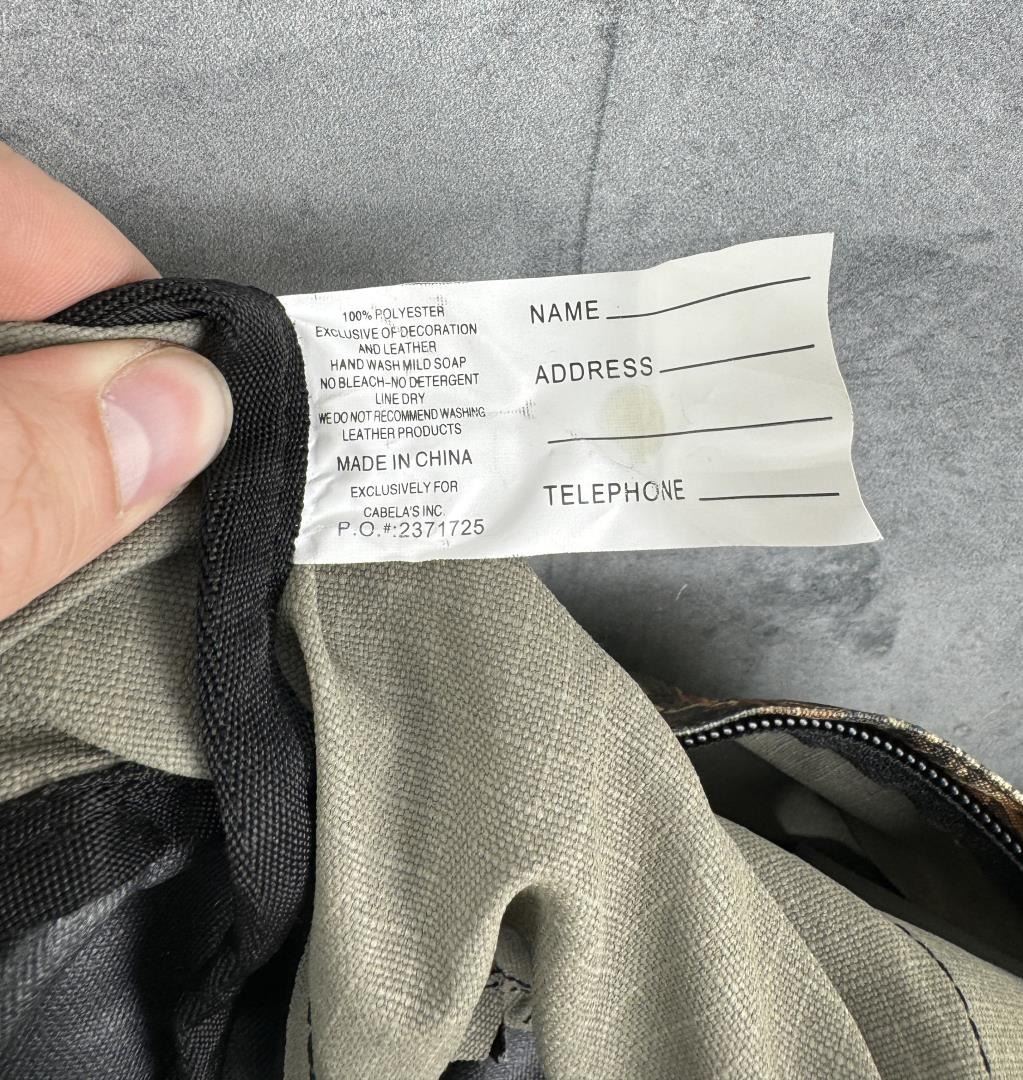 100% POLYESTER
EXCLUSIVE OF DECORATION
AND LEATHER
HAND WASH MILD SOAP
NO BLEACH-NO DETERGENT
LINE DRY
WE DO NOT RECOMMEND WASHING
LEATHER PRODUCTS
MADE IN CHINA
EXCLUSIVELY FOR
CABELA'S INC.
P.O.#:2371725
NAME
ADDRESS
TELEPHONE